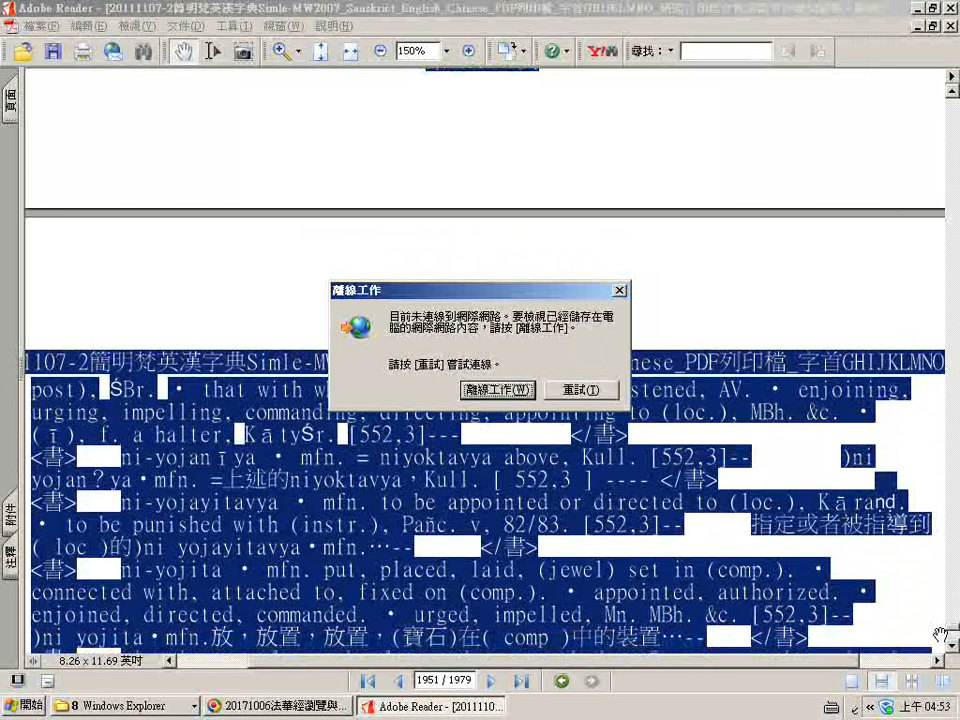 Adobe Reader - [20111107-2簡明梵英漢字典Simle-MW2007_Sanskrit_English_Chinese_PDF列印檔_字首GHIJKLMNO_
檔案(F) 編輯(E) 檢視(V) 文件(D) 工具(T) 視窗(W) 說明(H)
150% Y! 尋找：
頁面
離線工作
目前未連線到網際網路。要檢視已經儲存在電
腦的網際網路內容，請按 [離線工作]。
請按 [重試] 嘗試連線。
離線工作(W) 重試(T)
1107-2簡明梵英漢字典Simle-MW nese_PDF列印檔_字首GHIJKLMNO
post), ŚBr. • that with wh stened, AV. • enjoining,
urging, impelling, commanding, directing, appointing to (loc.), MBh. &c. •
(ī), f. a halter, KātyŚr. [552,3]--- </書>
<書> ni-yojanīya • mfn. = niyoktavya above, Kull. [552,3]-- )ni
yojan？ya•mfn. =上述的niyoktavya，Kull. [ 552,3 ] ---- </書>
<書> ni-yojayitavya • mfn. to be appointed or directed to (loc.), Kāraṇḍ.
• to be punished with (instr.), Pañc. v, 82/83. [552,3]-- 指定或者被指導到
( loc )的)ni yojayitavya•mfn.…-- </書>
<書> ni-yojita • mfn. put, placed, laid, (jewel) set in (comp.). •
connected with, attached to, fixed on (comp.). • appointed, authorized. •
enjoined, directed, commanded. • urged, impelled, Mn. MBh. &c. [552,3]--
)ni yojita•mfn.放，放置，放置，(寶石)在( comp )中的裝置…-- </書>
附件
注釋
8.26 x 11.69 英吋
1951 / 1979
開始 8 Windows Explorer 20171006法華經瀏覽與... Adobe Reader - [2011110... 上午 04:53